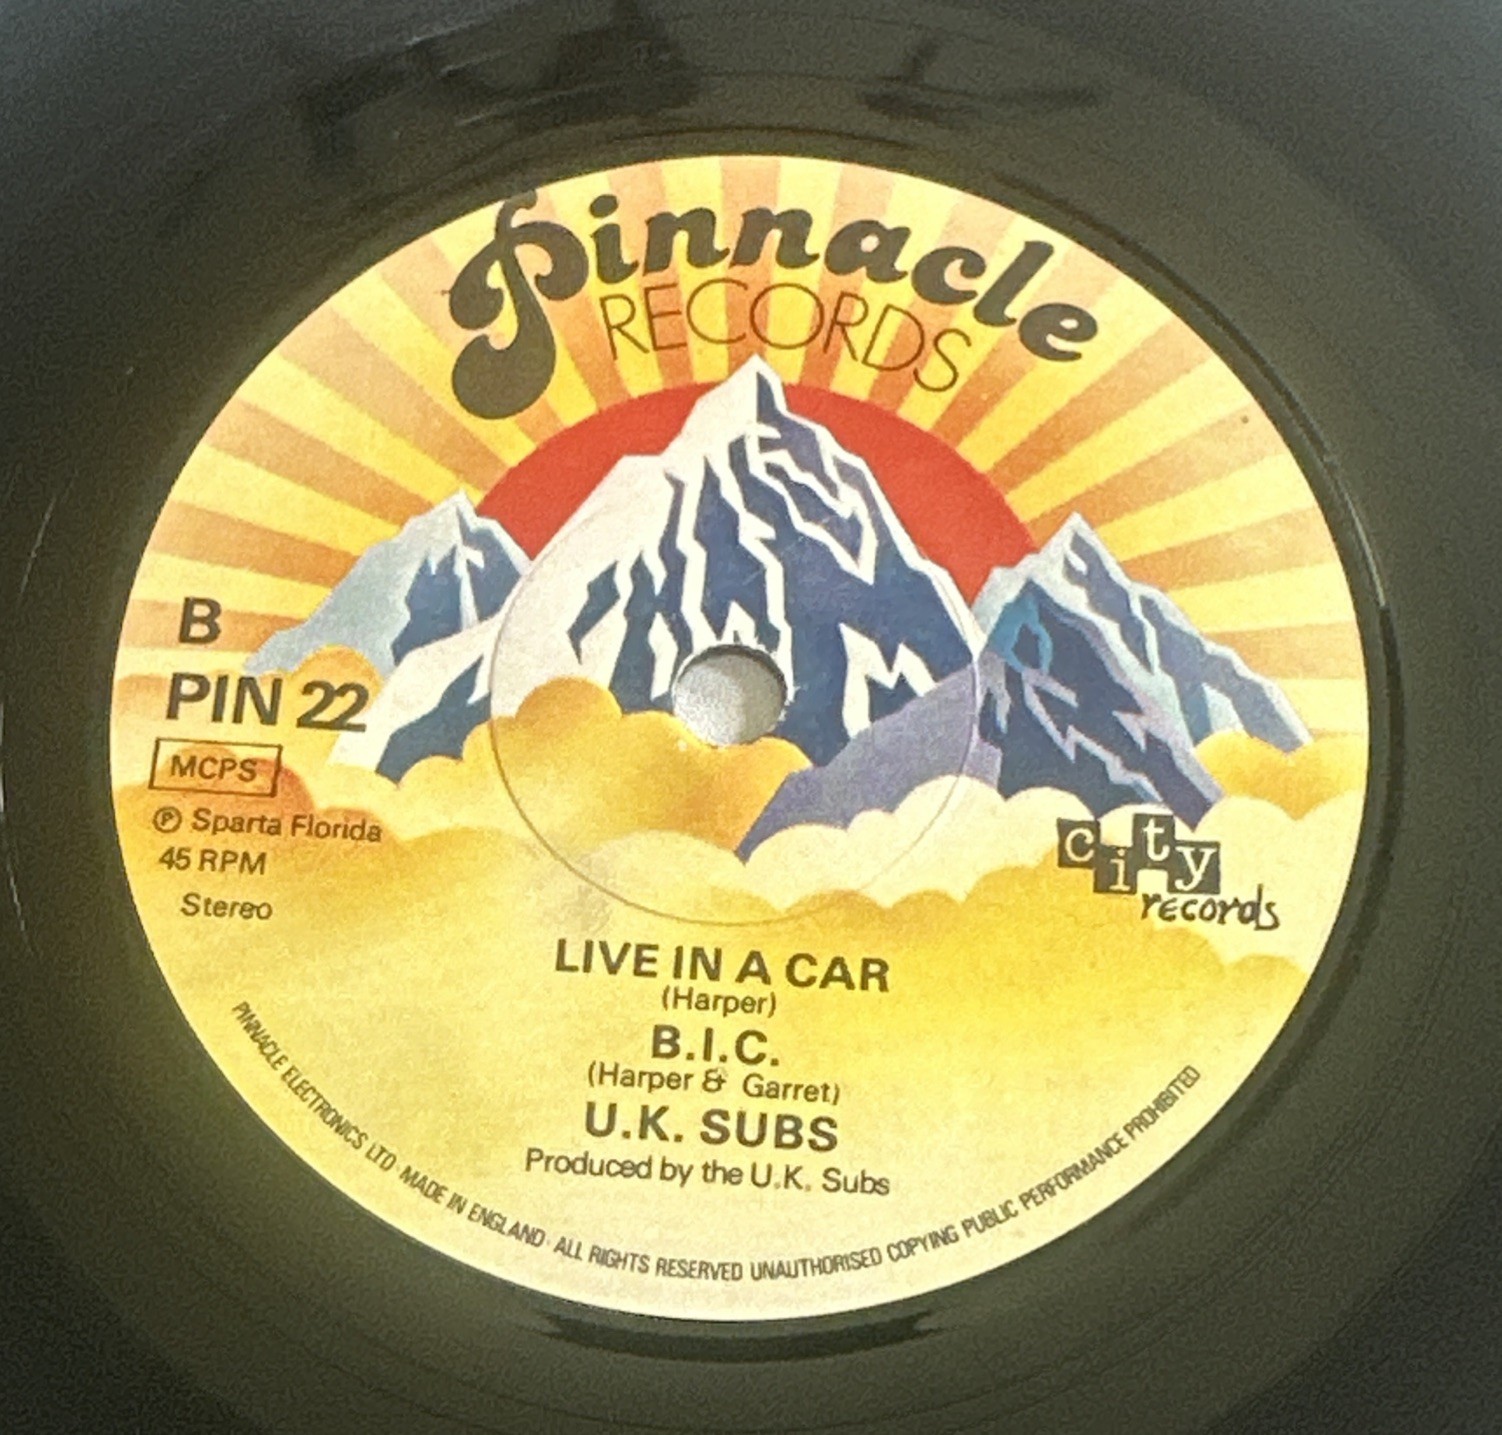 Pinnacle
RECORDS
B
PIN 22
MCPS
Ⓟ Sparta Florida
45 RPM
Stereo
city
records
LIVE IN A CAR
(Harper)
B.I.C.
(Harper & Garret)
U.K. SUBS
Produced by the U.K. Subs
PINNACLE ELECTRONICS LTD. MADE IN ENGLAND · ALL RIGHTS RESERVED UNAUTHORISED COPYING PUBLIC PERFORMANCE PROHIBITED